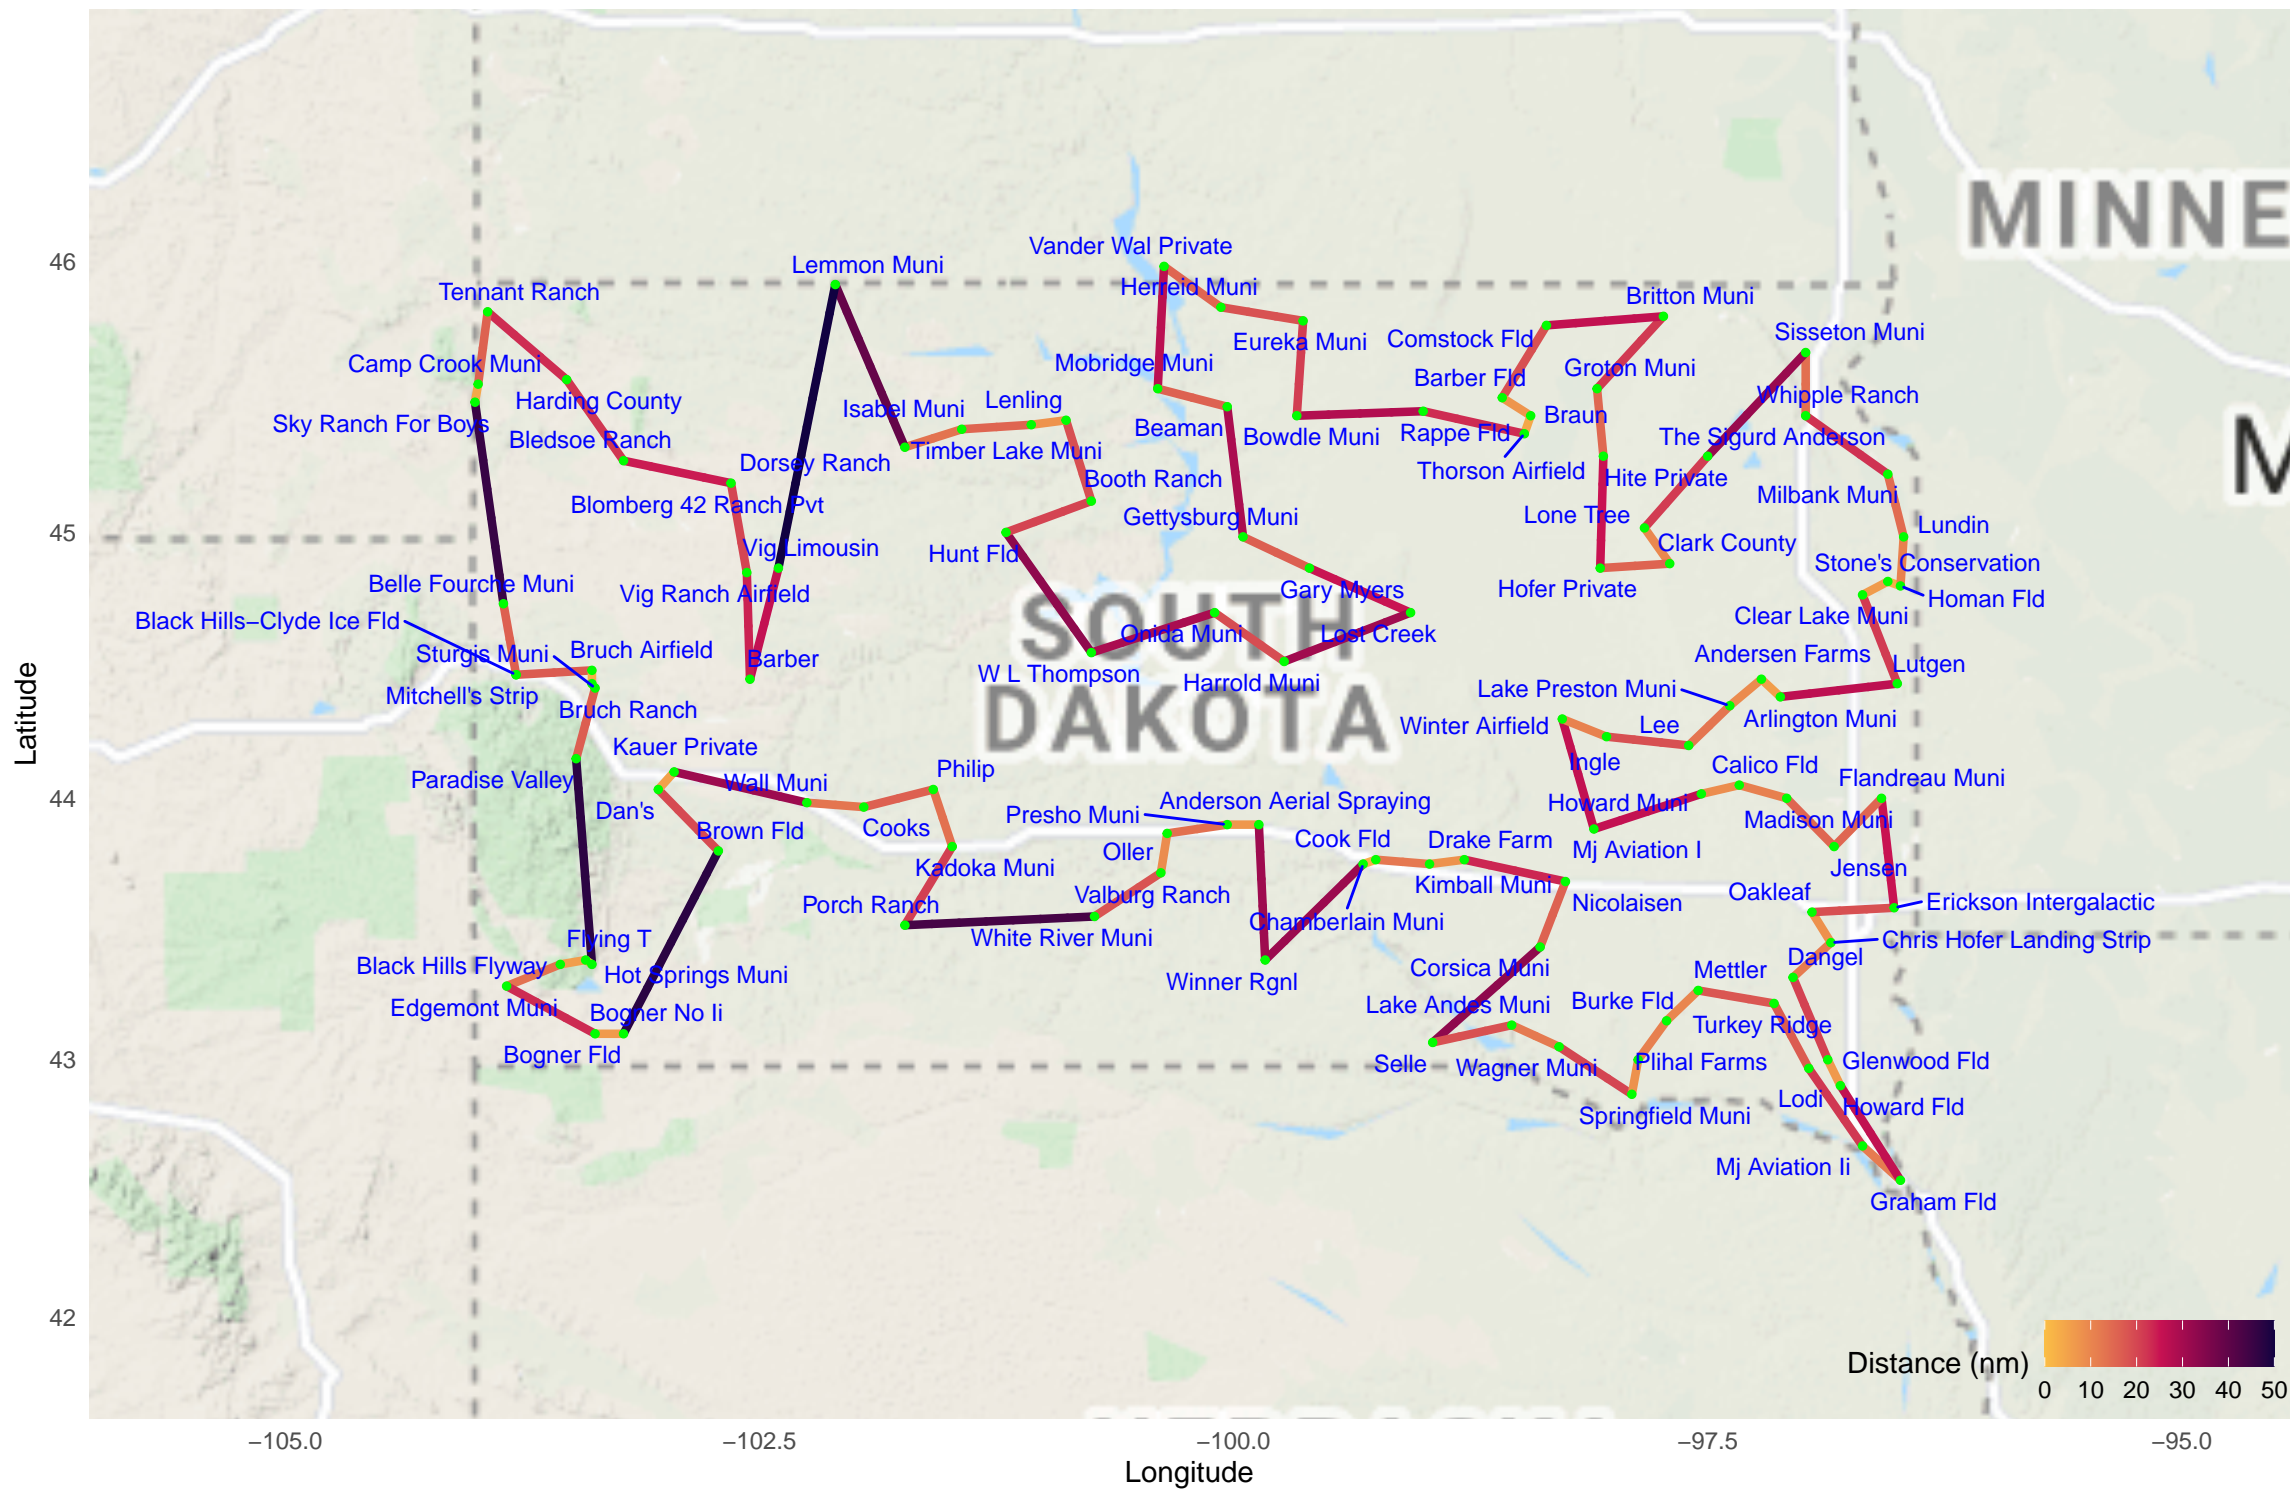 MINNE
46
Vander Wal Private
Lemmon Muni
Herreid Muni
Tennant Ranch
Britton Muni
Sisseton Muni
Eureka Muni
Comstock Fld
Camp Crook Muni
Mobridge Muni
Groton Muni
Barber Fld
Whipple Ranch
Harding County
Isabel Muni
Lenling
Braun
Sky Ranch For Boys
Beaman
Bowdle Muni
Rappe Fld
The Sigurd Anderson
Bledsoe Ranch
Timber Lake Muni
M
Dorsey Ranch
Thorson Airfield
Booth Ranch
Hite Private
Milbank Muni
Blomberg 42 Ranch Pvt
Gettysburg Muni
Lone Tree
Lundin
45
Vig Limousin
Hunt Fld
Clark County
Stone's Conservation
Belle Fourche Muni
Vig Ranch Airfield
Gary Myers
Hofer Private
Homan Fld
Black Hills−Clyde Ice Fld
SOUTH
Clear Lake Muni
Onida Muni
Lost Creek
Sturgis Muni
Bruch Airfield
Barber
Andersen Farms
Lutgen
W L Thompson
Harrold Muni
Lake Preston Muni
Mitchell's Strip
Bruch Ranch
DAKOTA
Winter Airfield
Lee
Arlington Muni
Kauer Private
Ingle
Calico Fld
Paradise Valley
Wall Muni
Philip
Flandreau Muni
44
Dan's
Presho Muni
Anderson Aerial Spraying
Howard Muni
Madison Muni
Brown Fld
Cooks
Cook Fld
Drake Farm
Oller
Mj Aviation I
Kadoka Muni
Jensen
Kimball Muni
Valburg Ranch
Oakleaf
Porch Ranch
Nicolaisen
Erickson Intergalactic
Chamberlain Muni
White River Muni
Flying T
Chris Hofer Landing Strip
Black Hills Flyway
Hot Springs Muni
Winner Rgnl
Corsica Muni
Dangel
Mettler
Edgemont Muni
Bogner No Ii
Lake Andes Muni
Burke Fld
Turkey Ridge
43
Bogner Fld
Selle
Wagner Muni
Plihal Farms
Glenwood Fld
Lodi
Howard Fld
Springfield Muni
Mj Aviation Ii
Graham Fld
42
Distance (nm)
0 10 20 30 40 50
−105.0 −102.5 −100.0 −97.5 −95.0
Longitude
Latitude